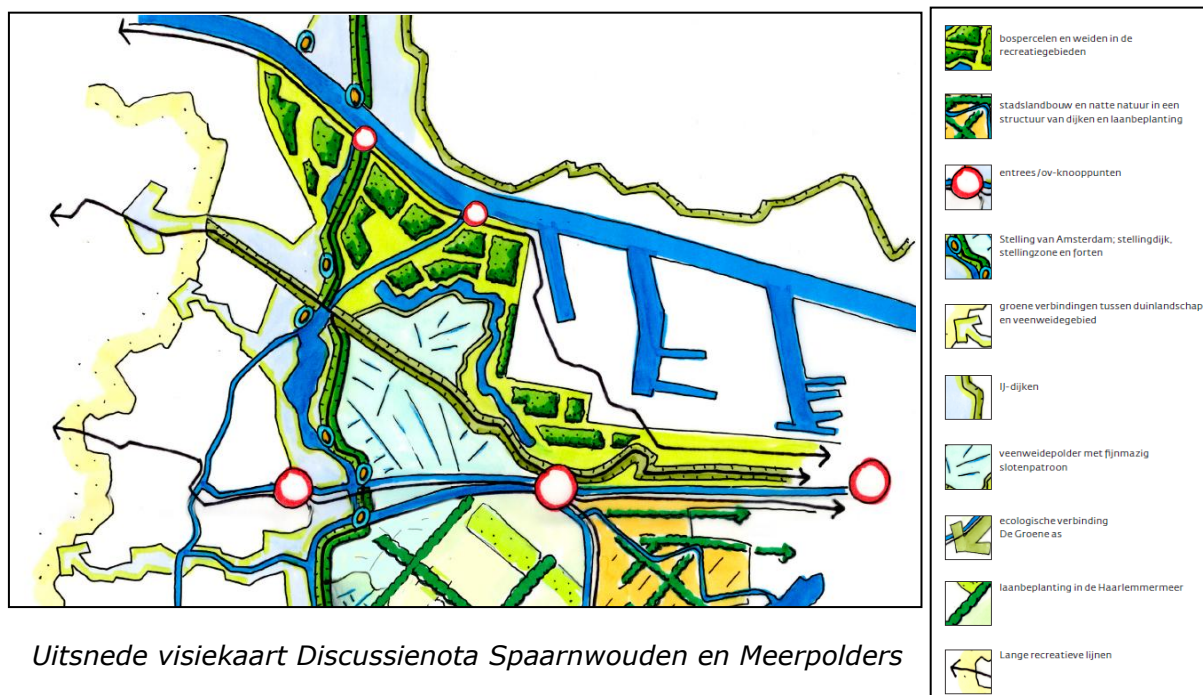 bospercelen en weiden in de
recreatiegebieden
stadslandbouw en natte natuur in een
structuur van dijken en laanbeplanting
entrees /ov-knooppunten
Stelling van Amsterdam; stellingdijk,
stellingzone en forten
groene verbindingen tussen duinlandschap
en veenweidegebied
IJ-dijken
veenweidepolder met fijnmazig
slotenpatroon
ecologische verbinding
De Groene as
laanbeplanting in de Haarlemmermeer
Lange recreatieve lijnen
Uitsnede visiekaart Discussienota Spaarnwouden en Meerpolders